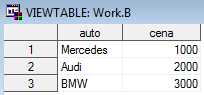 VIEWTABLE: Work.B
auto cena
1 Mercedes 1000
2 Audi 2000
3 BMW 3000